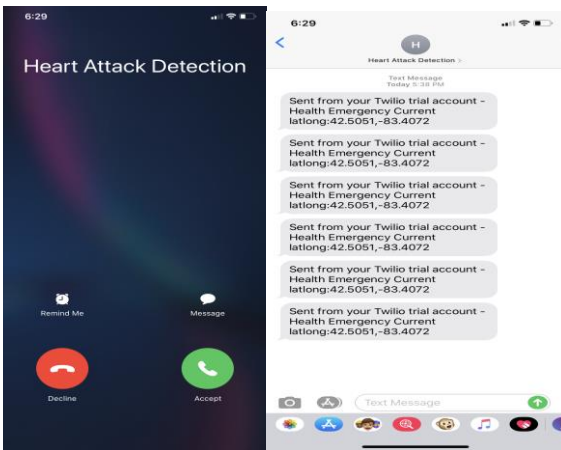 6:29
Heart Attack Detection
Remind Me
Message
Decline
Accept
6:29
H
Heart Attack Detection
Text Message
Today 5:38 PM
Sent from your Twilio trial account -
Health Emergency Current
latlong:42.5051,-83.4072
Sent from your Twilio trial account -
Health Emergency Current
latlong:42.5051,-83.4072
Sent from your Twilio trial account -
Health Emergency Current
latlong:42.5051,-83.4072
Sent from your Twilio trial account -
Health Emergency Current
latlong:42.5051,-83.4072
Sent from your Twilio trial account -
Health Emergency Current
latlong:42.5051,-83.4072
Sent from your Twilio trial account -
Health Emergency Current
latlong:42.5051,-83.4072
Text Message